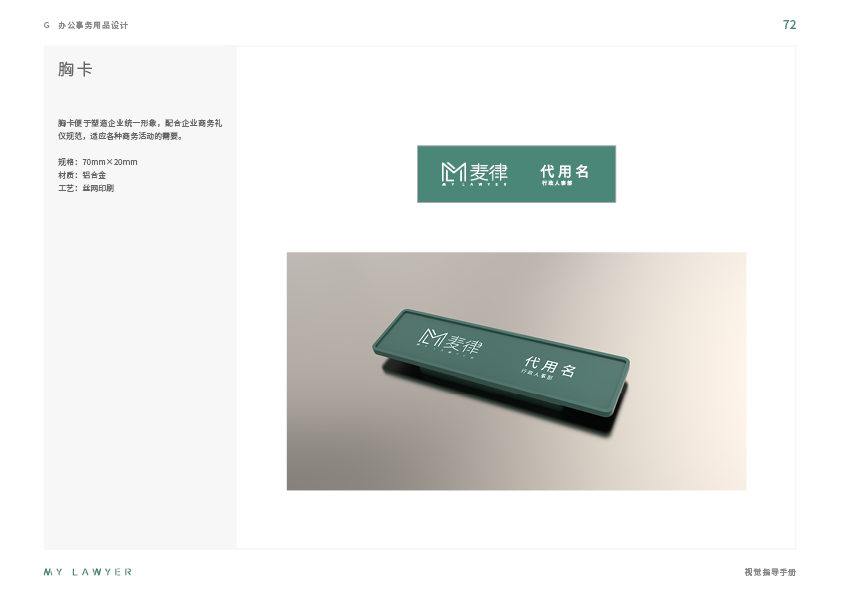 G 办公事务用品设计
72
胸卡
胸卡便于塑造企业统一形象，配合企业商务礼
仪规范，适应各种商务活动的需要。
规格：70mm×20mm
材质：铝合金
工艺：丝网印刷
麦律
MY LAWYER
代用名
行政人事部
麦律
MY LAWYER
代用名
行政人事部
MY LAWYER
视觉指导手册